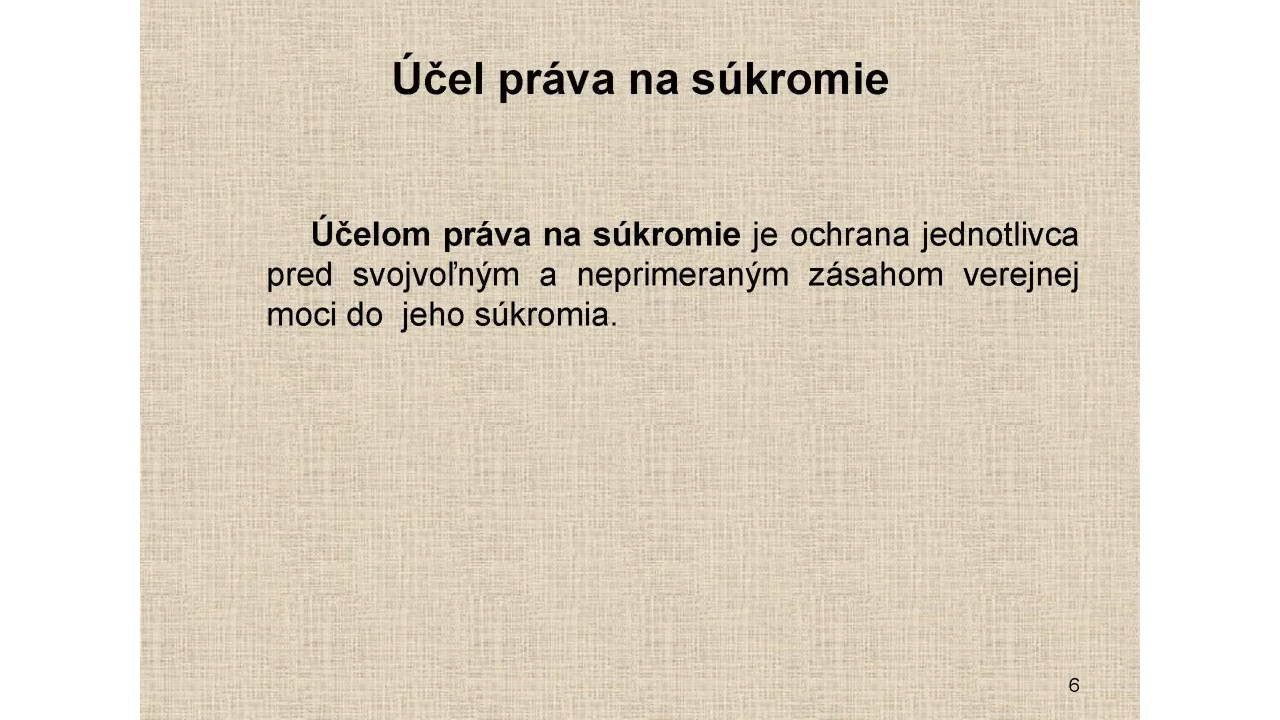 Účel práva na súkromie
Účelom práva na súkromie je ochrana jednotlivca
pred svojvoľným a neprimeraným zásahom verejnej
moci do  jeho súkromia.
6